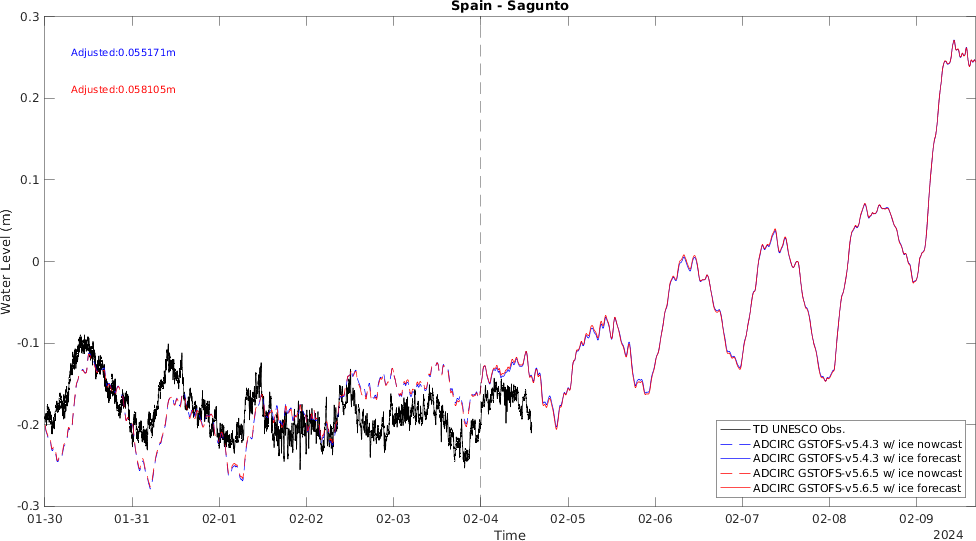 Spain - Sagunto
0.3
Adjusted:0.055171m
Adjusted:0.058105m
0.2
0.1
Water Level (m)
0
-0.1
-0.2
-0.3
TD UNESCO Obs.
ADCIRC GSTOFS-v5.4.3 w/ ice nowcast
ADCIRC GSTOFS-v5.4.3 w/ ice forecast
ADCIRC GSTOFS-v5.6.5 w/ ice nowcast
ADCIRC GSTOFS-v5.6.5 w/ ice forecast
01-30 01-31 02-01 02-02 02-03 02-04 02-05 02-06 02-07 02-08 02-09
Time
2024